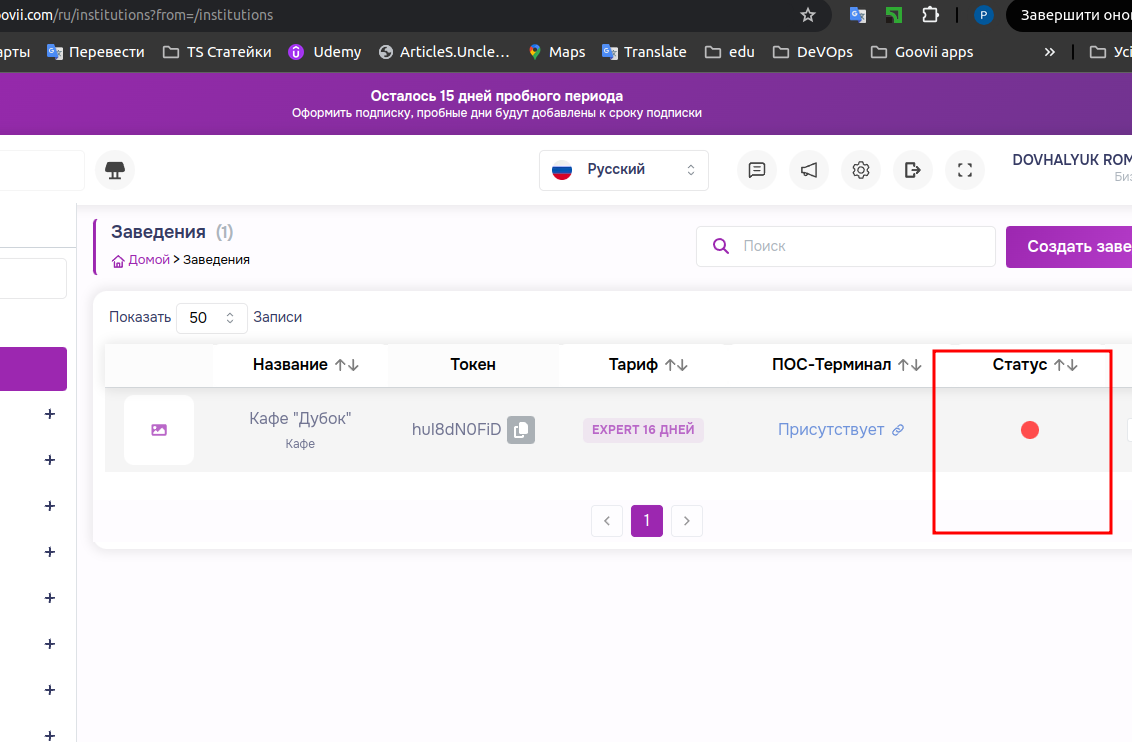 ovii.com/ru/institutions?from=/institutions
P
Завершити оно
арты
Перевести
TS Статейки
Udemy
ArticleS.Uncle...
Maps
Translate
edu
DeVOps
Goovii apps
»
Усі
Осталось 15 дней пробного периода
Оформить подписку, пробные дни будут добавлены к сроку подписки
Русский
DOVHALYUK ROM
Биз
Заведения (1)
Домой > Заведения
Поиск
Создать заве
Показать 50 Записи
Название
Токен
Тариф
ПОС-Терминал
Статус
Кафе "Дубок"
Кафе
hul8dN0FiD
EXPERT 16 ДНЕЙ
Присутствует
1